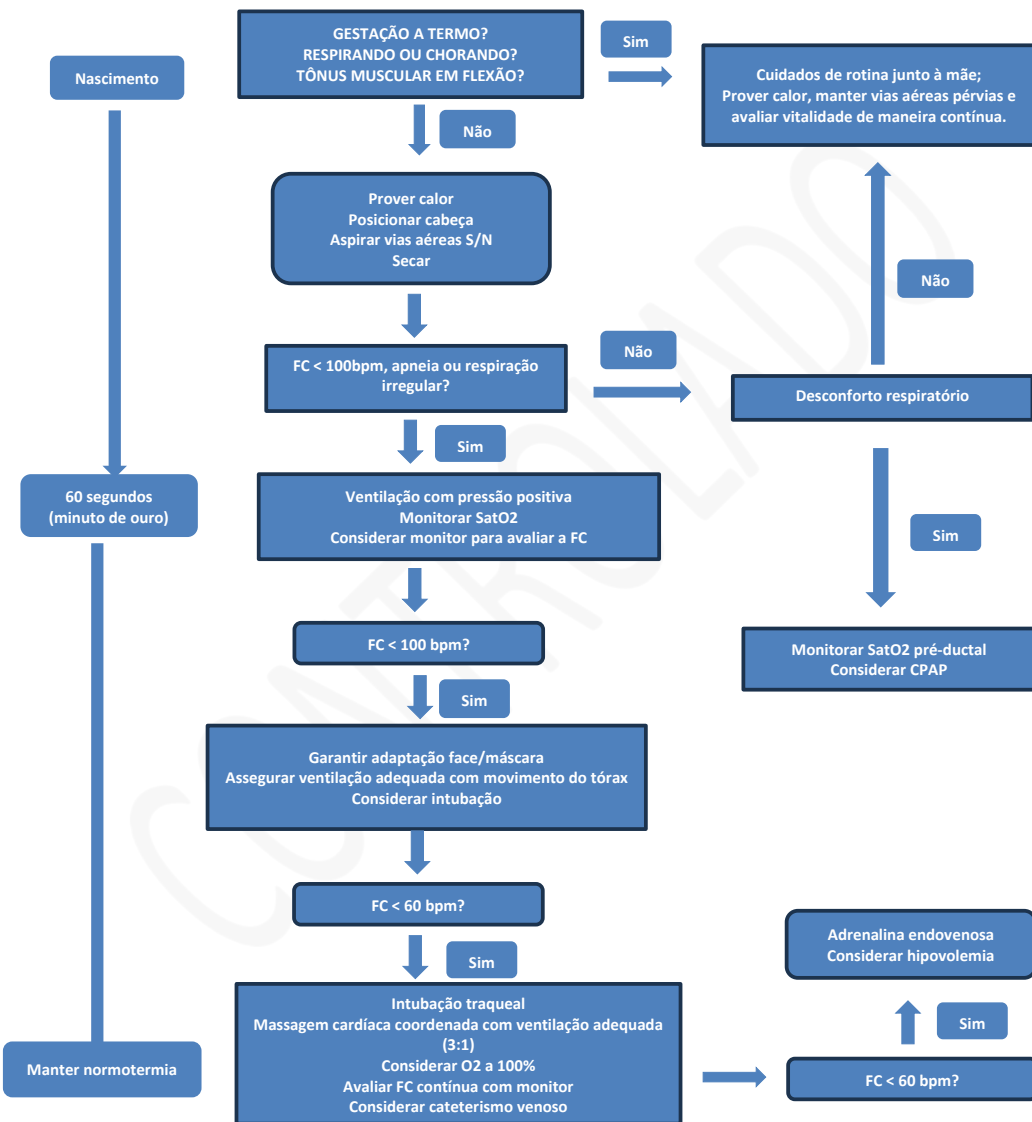 GESTAÇÃO A TERMO?
RESPIRANDO OU CHORANDO?
TÔNUS MUSCULAR EM FLEXÃO?
Sim
Nascimento
Cuidados de rotina junto à mãe;
Prover calor, manter vias aéreas pérvias e
avaliar vitalidade de maneira contínua.
Não
Prover calor
Posicionar cabeça
Aspirar vias aéreas S/N
Secar
Não
FC < 100bpm, apneia ou respiração
irregular?
Não
Desconforto respiratório
Sim
60 segundos
(minuto de ouro)
Ventilação com pressão positiva
Monitorar SatO2
Considerar monitor para avaliar a FC
Sim
FC < 100 bpm?
Monitorar SatO2 pré-ductal
Considerar CPAP
Sim
Garantir adaptação face/máscara
Assegurar ventilação adequada com movimento do tórax
Considerar intubação
FC < 60 bpm?
Sim
Adrenalina endovenosa
Considerar hipovolemia
Sim
Intubação traqueal
Massagem cardíaca coordenada com ventilação adequada
(3:1)
Considerar O2 a 100%
Avaliar FC contínua com monitor
Considerar cateterismo venoso
Manter normotermia
FC < 60 bpm?
CONTROLADO